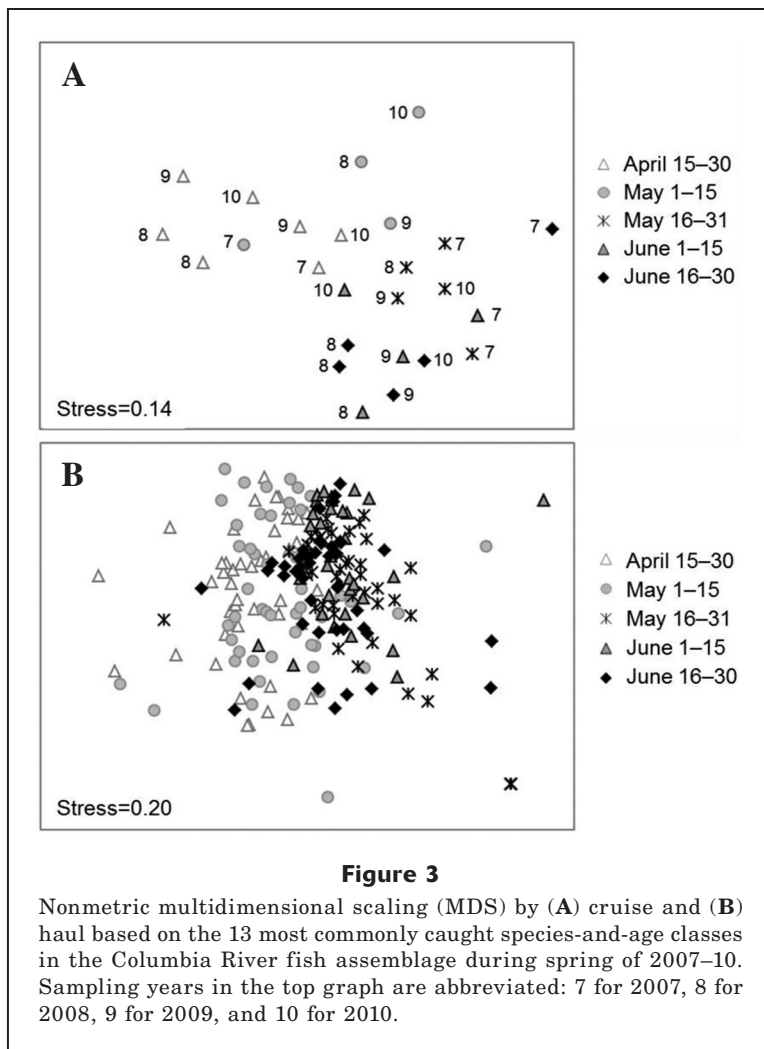 A
10
8
9
10
8
7
9
10
9
8
7
7
7
8
10
9
10
7
8
8
9
10
7
9
8
Stress=0.14
April 15–30
May 1–15
May 16–31
June 1–15
June 16–30
B
Stress=0.20
April 15–30
May 1–15
May 16–31
June 1–15
June 16–30
Figure 3
Nonmetric multidimensional scaling (MDS) by (A) cruise and (B)
haul based on the 13 most commonly caught species-and-age classes
in the Columbia River fish assemblage during spring of 2007–10.
Sampling years in the top graph are abbreviated: 7 for 2007, 8 for
2008, 9 for 2009, and 10 for 2010.